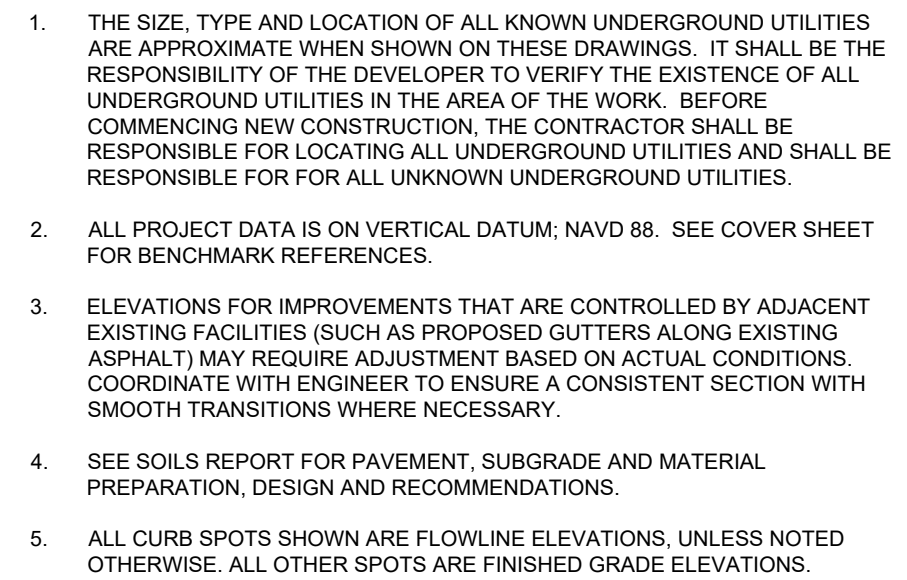 1. THE SIZE, TYPE AND LOCATION OF ALL KNOWN UNDERGROUND UTILITIES
ARE APPROXIMATE WHEN SHOWN ON THESE DRAWINGS. IT SHALL BE THE
RESPONSIBILITY OF THE DEVELOPER TO VERIFY THE EXISTENCE OF ALL
UNDERGROUND UTILITIES IN THE AREA OF THE WORK. BEFORE
COMMENCING NEW CONSTRUCTION, THE CONTRACTOR SHALL BE
RESPONSIBLE FOR LOCATING ALL UNDERGROUND UTILITIES AND SHALL BE
RESPONSIBLE FOR FOR ALL UNKNOWN UNDERGROUND UTILITIES.
2. ALL PROJECT DATA IS ON VERTICAL DATUM; NAVD 88. SEE COVER SHEET
FOR BENCHMARK REFERENCES.
3. ELEVATIONS FOR IMPROVEMENTS THAT ARE CONTROLLED BY ADJACENT
EXISTING FACILITIES (SUCH AS PROPOSED GUTTERS ALONG EXISTING
ASPHALT) MAY REQUIRE ADJUSTMENT BASED ON ACTUAL CONDITIONS.
COORDINATE WITH ENGINEER TO ENSURE A CONSISTENT SECTION WITH
SMOOTH TRANSITIONS WHERE NECESSARY.
4. SEE SOILS REPORT FOR PAVEMENT, SUBGRADE AND MATERIAL
PREPARATION, DESIGN AND RECOMMENDATIONS.
5. ALL CURB SPOTS SHOWN ARE FLOWLINE ELEVATIONS, UNLESS NOTED
OTHERWISE. ALL OTHER SPOTS ARE FINISHED GRADE ELEVATIONS.